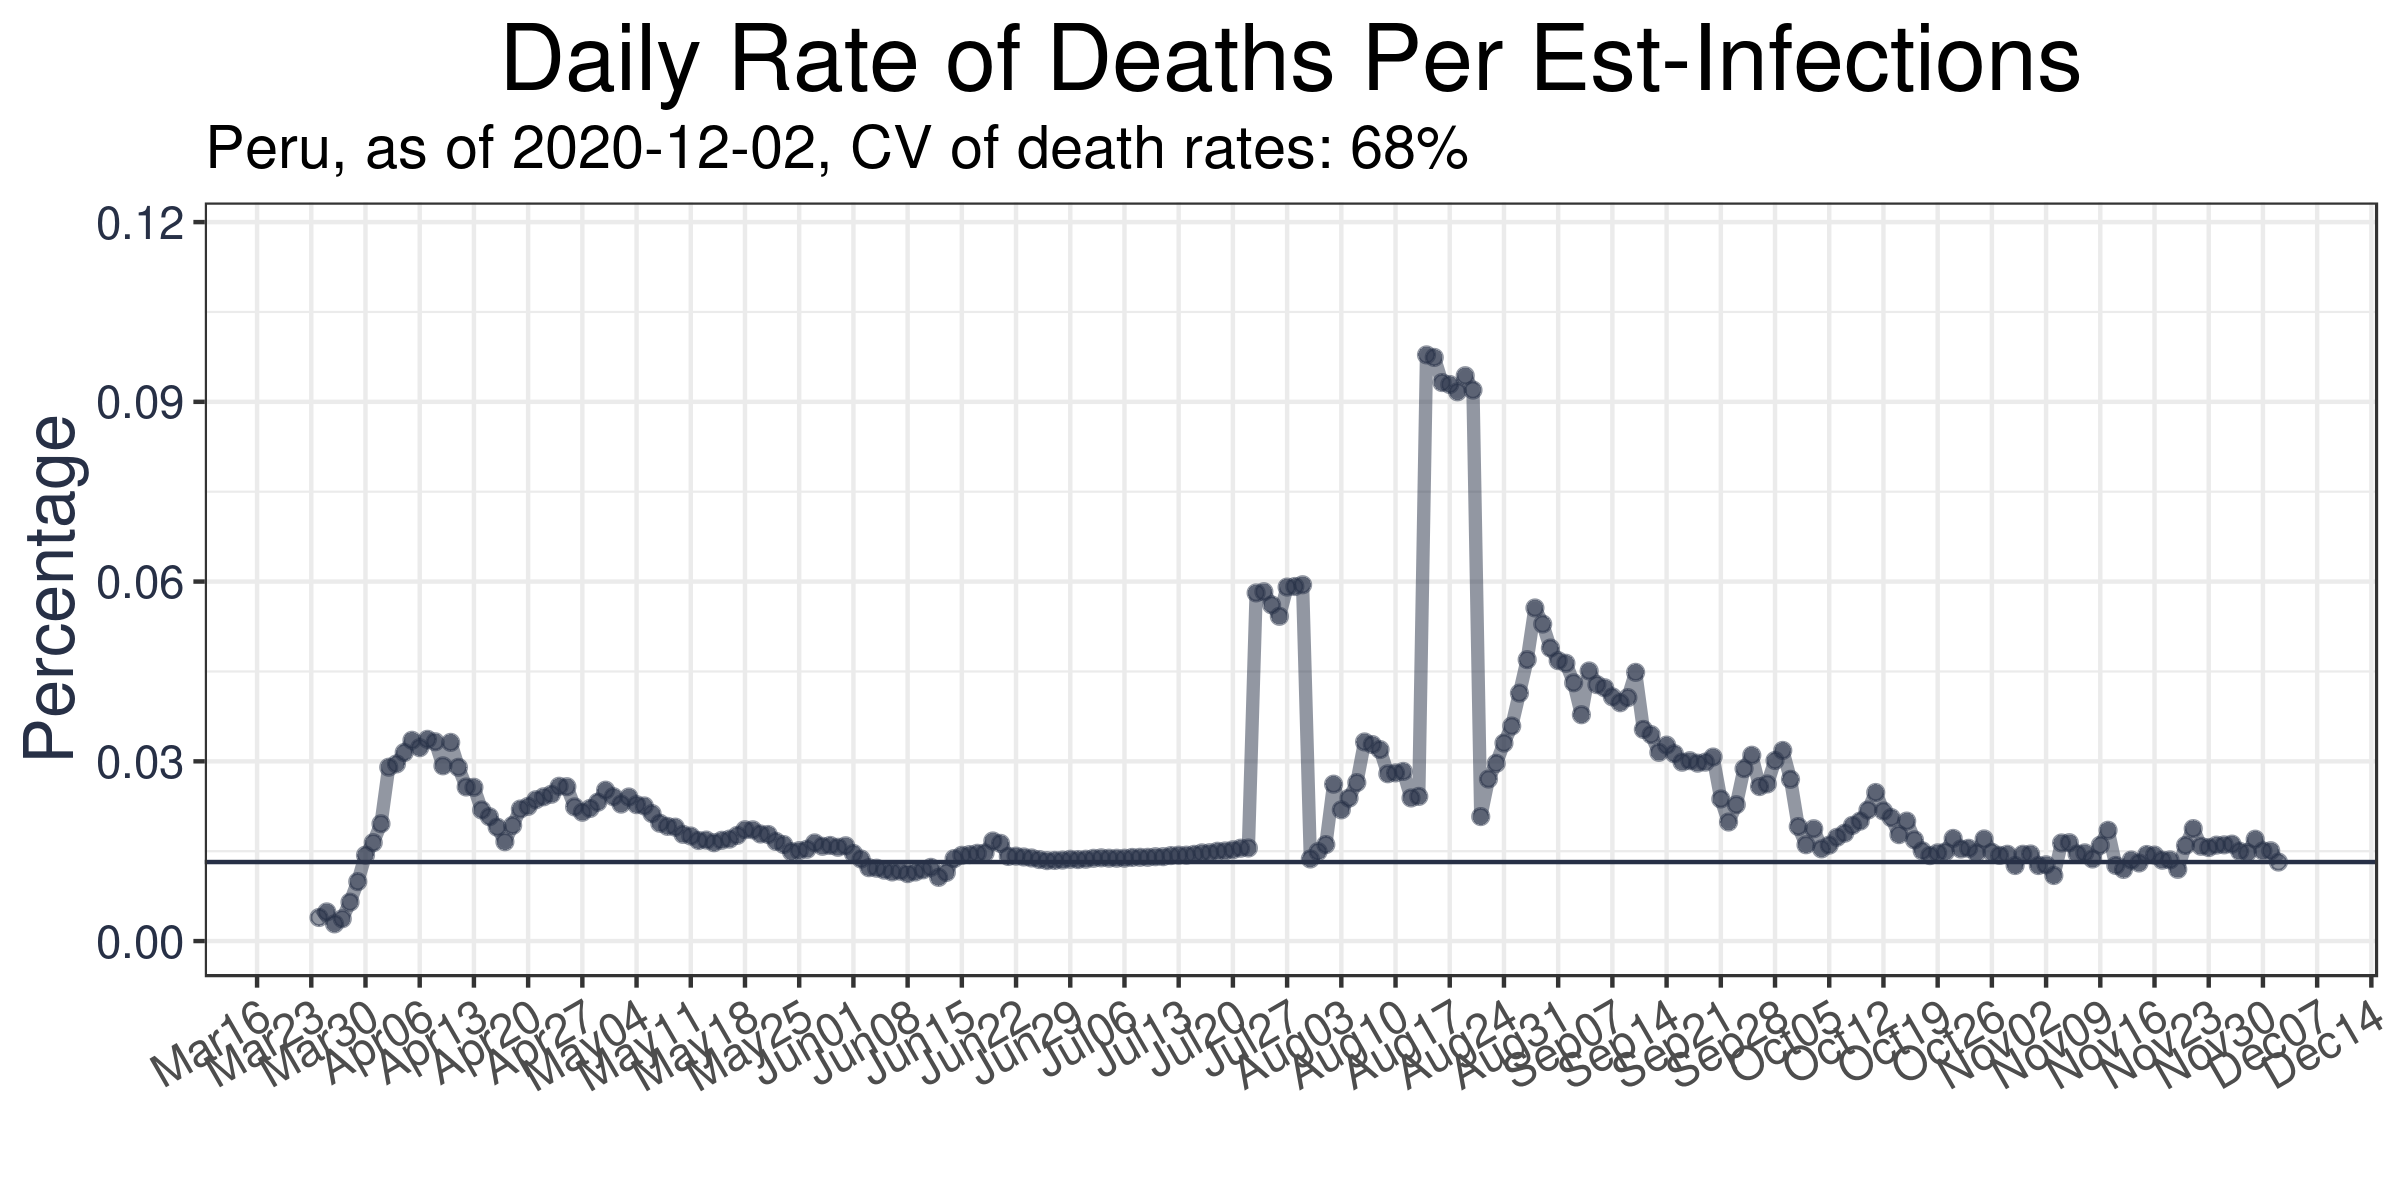 Daily Rate of Deaths Per Est-Infections
Peru, as of 2020-12-02, CV of death rates: 68%
Percentage
0.12
0.09
0.06
0.03
0.00
Mar16
Mar23
Mar30
Apr06
Apr13
Apr20
Apr27
May04
May11
May18
May25
Jun01
Jun08
Jun15
Jun22
Jun29
Jul06
Jul13
Jul20
Jul27
Aug03
Aug10
Aug17
Aug24
Aug31
Sep07
Sep14
Sep21
Sep28
Oct05
Oct12
Oct19
Oct26
Nov02
Nov09
Nov16
Nov23
Nov30
Dec07
Dec14